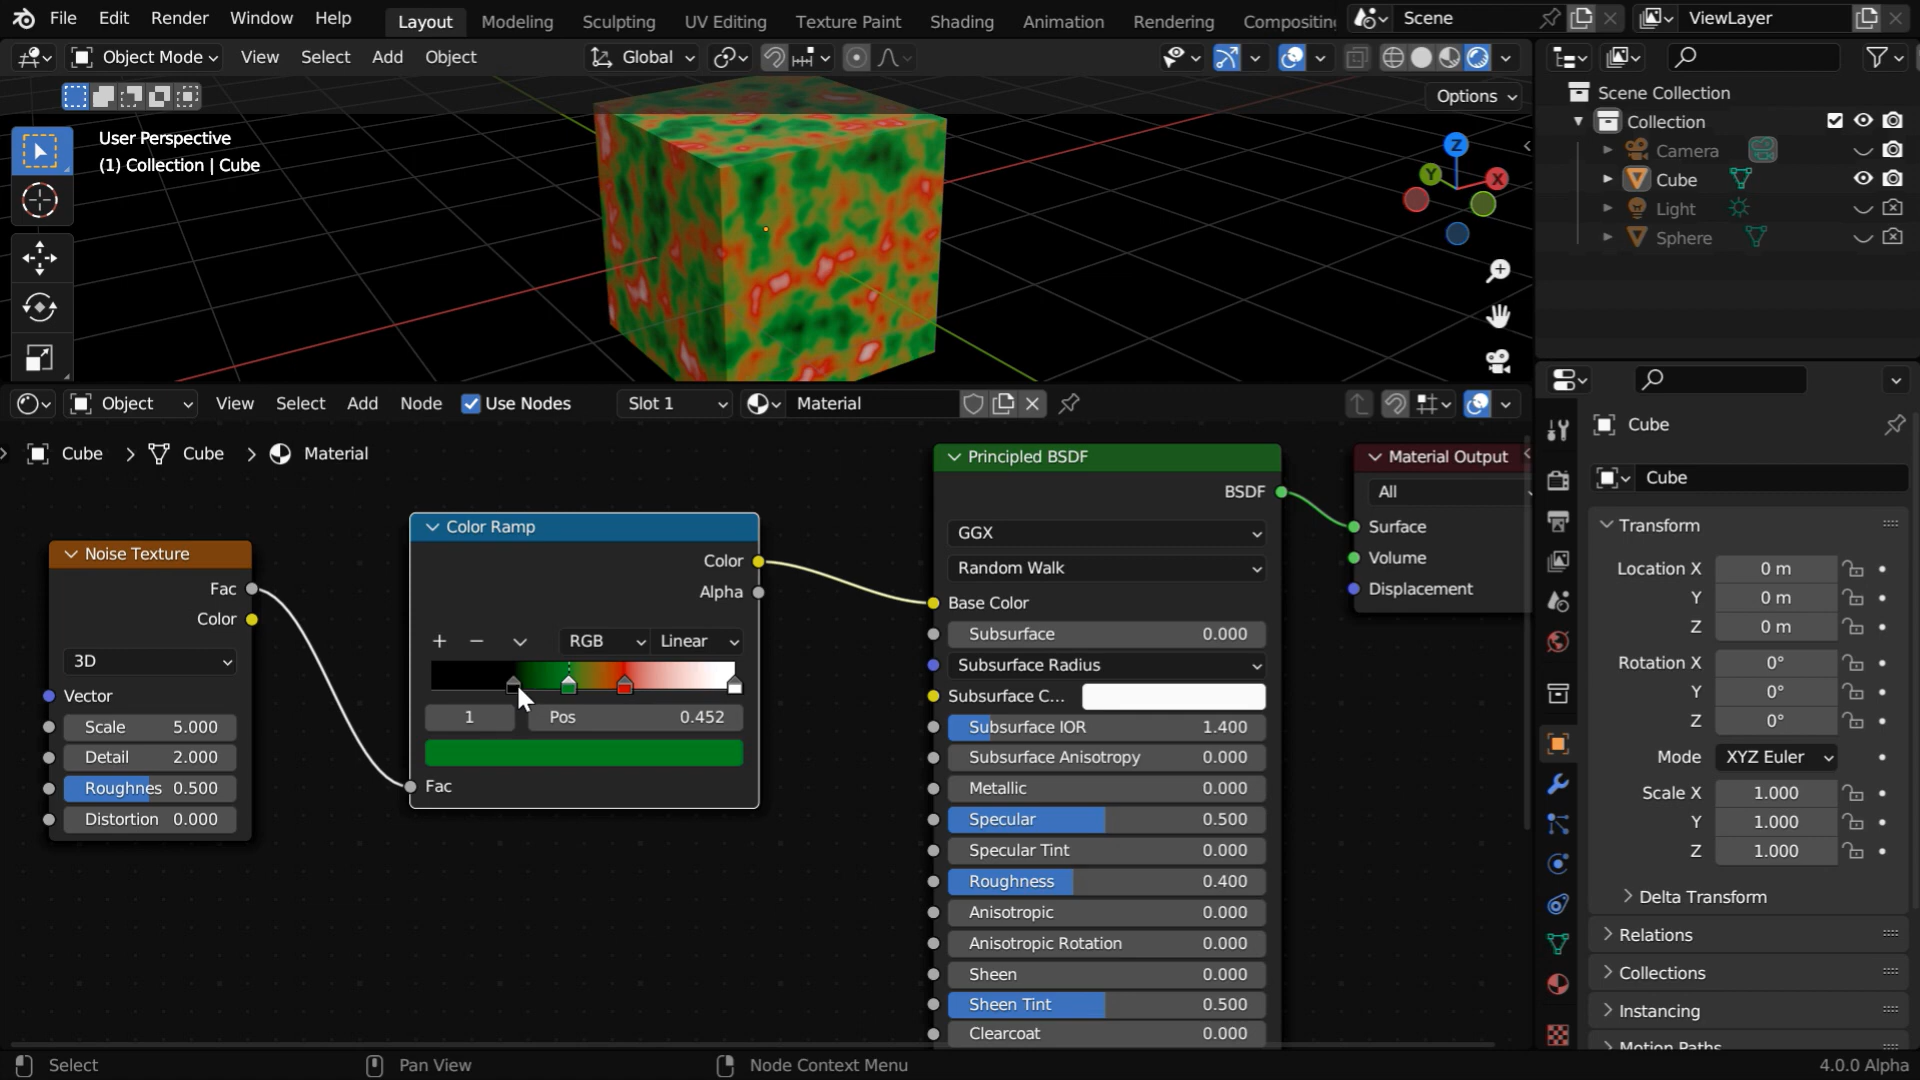 File Edit Render Window Help Layout Modeling Sculpting UV Editing Texture Paint Shading Animation Rendering Compositing Scene ViewLayer
Object Mode View Select Add Object Global
Options
User Perspective
(1) Collection | Cube
Z
Y
X
Scene Collection
Collection
Camera
Cube
Light
Sphere
Object View Select Add Node Use Nodes Slot 1 Material
Cube > Cube > Material
Noise Texture
Fac
Color
3D
Vector
Scale 5.000
Detail 2.000
Roughnes 0.500
Distortion 0.000
Color Ramp
Color
Alpha
+ − RGB Linear
1 Pos 0.452
Fac
Principled BSDF
BSDF
GGX
Random Walk
Base Color
Subsurface 0.000
Subsurface Radius
Subsurface C...
Subsurface IOR 1.400
Subsurface Anisotropy 0.000
Metallic 0.000
Specular 0.500
Specular Tint 0.000
Roughness 0.400
Anisotropic 0.000
Anisotropic Rotation 0.000
Sheen 0.000
Sheen Tint 0.500
Clearcoat 0.000
Material Output
All
Surface
Volume
Displacement
Cube
Cube
Transform
Location X 0 m
Y 0 m
Z 0 m
Rotation X 0°
Y 0°
Z 0°
Mode XYZ Euler
Scale X 1.000
Y 1.000
Z 1.000
Delta Transform
Relations
Collections
Instancing
Motion Paths
Select Pan View Node Context Menu 4.0.0 Alpha